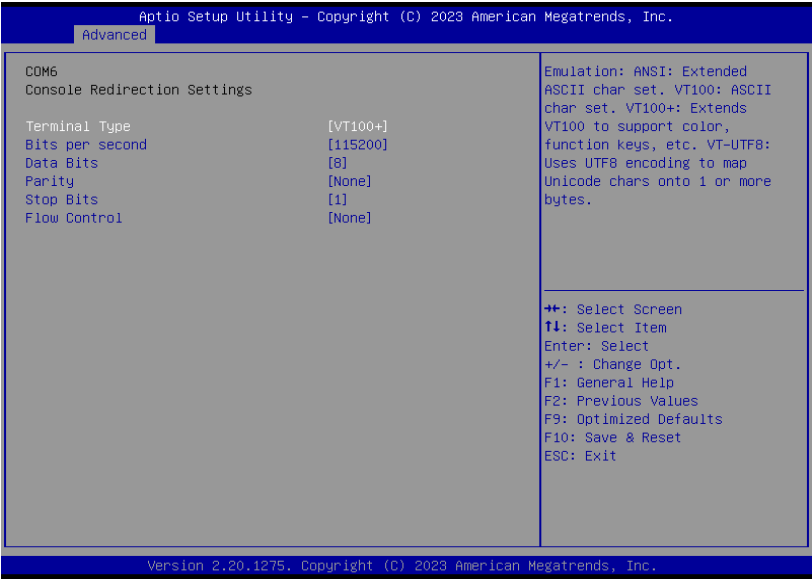 Aptio Setup Utility – Copyright (C) 2023 American Megatrends, Inc.
Advanced
COM6
Console Redirection Settings
Terminal Type [VT100+]
Bits per second [115200]
Data Bits [8]
Parity [None]
Stop Bits [1]
Flow Control [None]
Emulation: ANSI: Extended
ASCII char set. VT100: ASCII
char set. VT100+: Extends
VT100 to support color,
function keys, etc. VT-UTF8:
Uses UTF8 encoding to map
Unicode chars onto 1 or more
bytes.
→←: Select Screen
↑↓: Select Item
Enter: Select
+/- : Change Opt.
F1: General Help
F2: Previous Values
F9: Optimized Defaults
F10: Save & Reset
ESC: Exit
Version 2.20.1275. Copyright (C) 2023 American Megatrends, Inc.